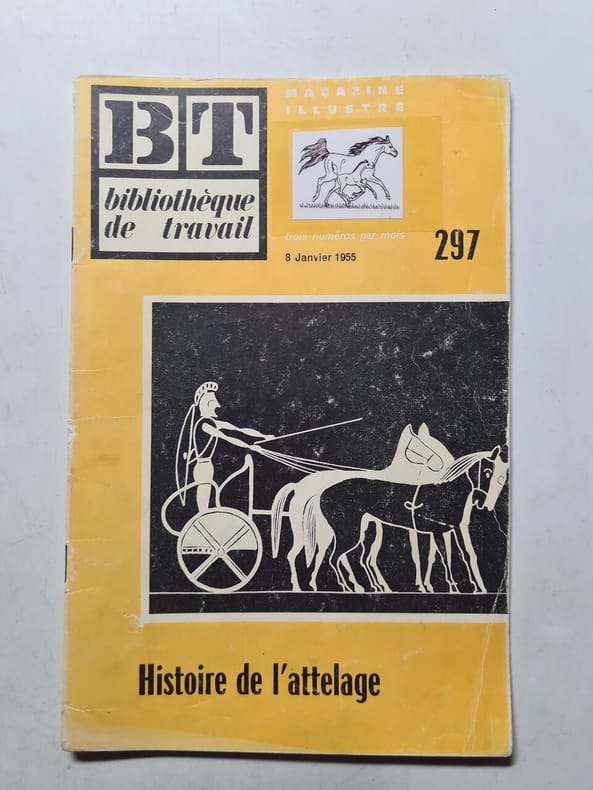 BT
bibliothèque
de travail
MAGAZINE
ILLUSTRÉ
trois numéros par mois
8 Janvier 1955
297
Histoire de l'attelage